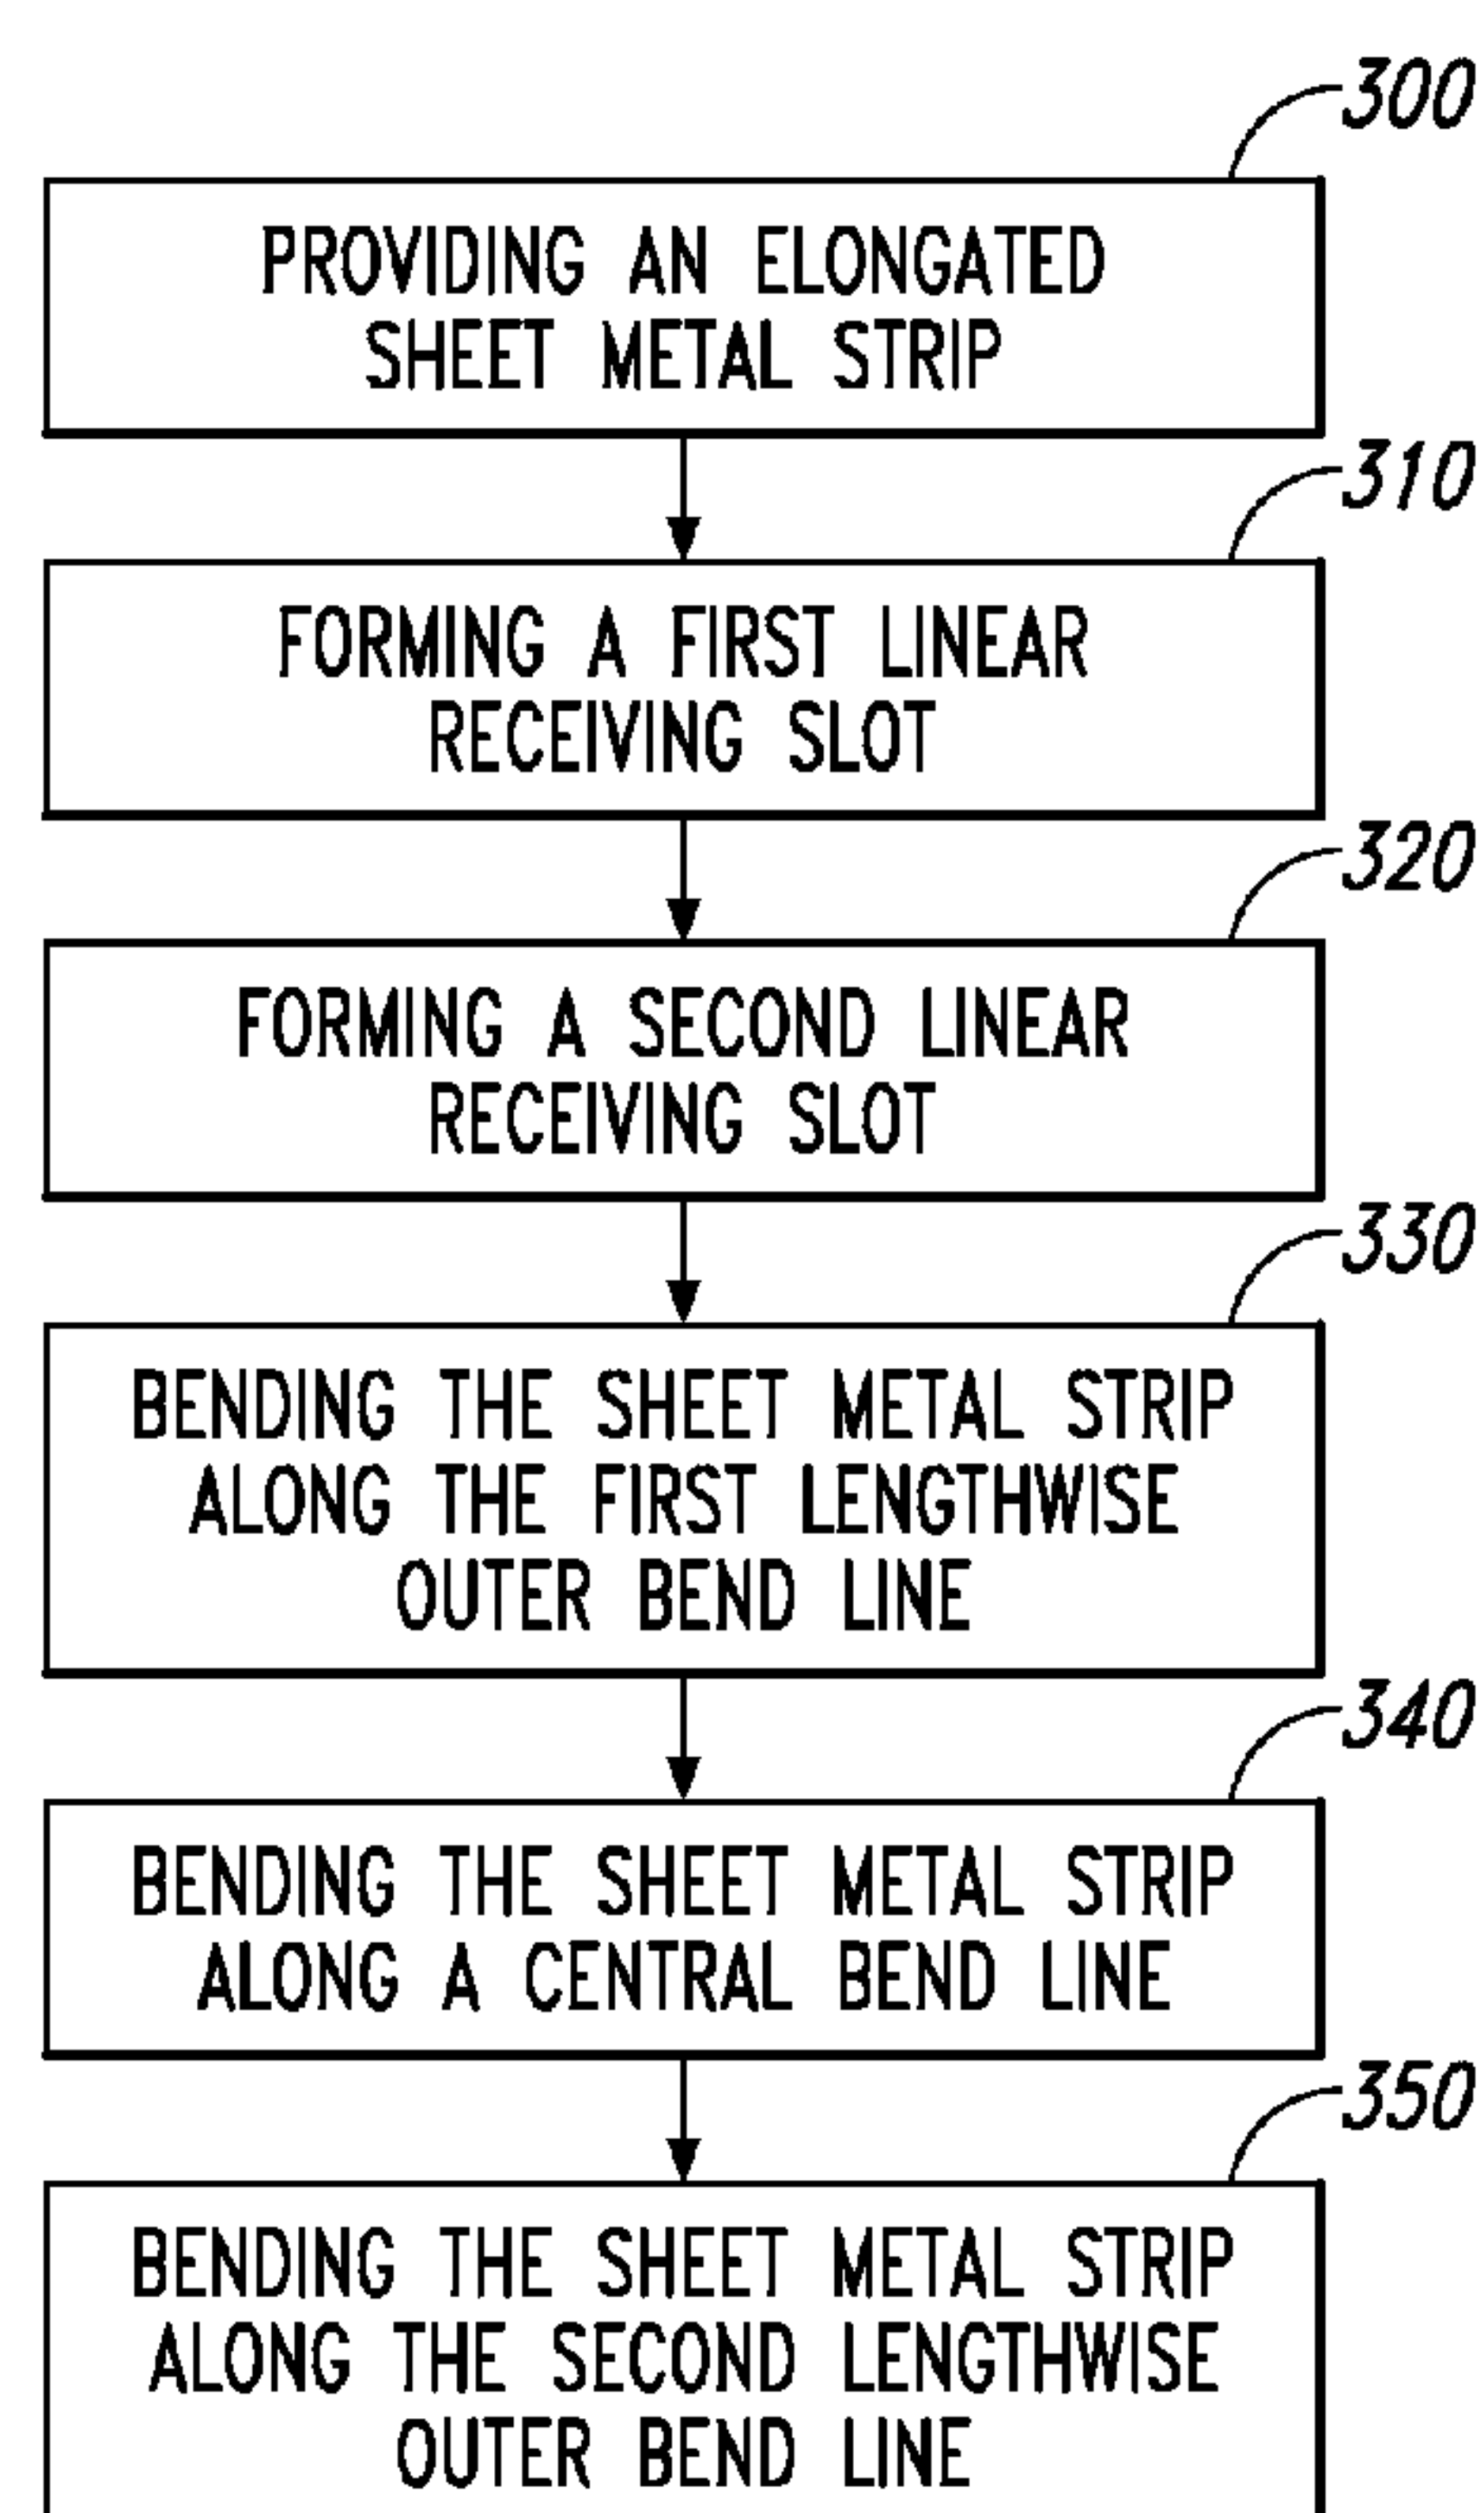 300
PROVIDING AN ELONGATED
SHEET METAL STRIP
310
FORMING A FIRST LINEAR
RECEIVING SLOT
320
FORMING A SECOND LINEAR
RECEIVING SLOT
330
BENDING THE SHEET METAL STRIP
ALONG THE FIRST LENGTHWISE
OUTER BEND LINE
340
BENDING THE SHEET METAL STRIP
ALONG A CENTRAL BEND LINE
350
BENDING THE SHEET METAL STRIP
ALONG THE SECOND LENGTHWISE
OUTER BEND LINE